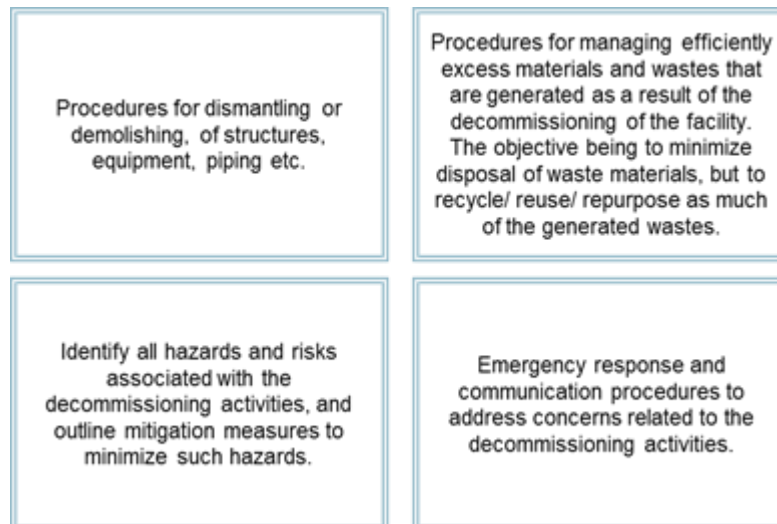 Procedures for dismantling or
demolishing, of structures,
equipment, piping etc.
Procedures for managing efficiently
excess materials and wastes that
are generated as a result of the
decommissioning of the facility.
The objective being to minimize
disposal of waste materials, but to
recycle/ reuse/ repurpose as much
of the generated wastes.
Identify all hazards and risks
associated with the
decommissioning activities, and
outline mitigation measures to
minimize such hazards.
Emergency response and
communication procedures to
address concerns related to the
decommissioning activities.